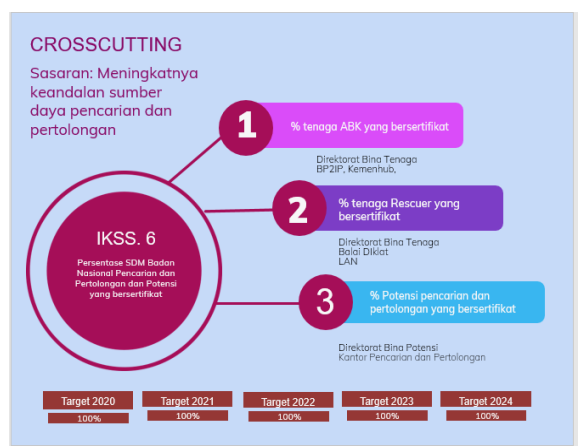 CROSSCUTTING
Sasaran: Meningkatnya
keandalan sumber
daya pencarian dan
pertolongan
1
% tenaga ABK yang bersertifikat
Direktorat Bina Tenaga
BP2IP, Kemenhub,
2
% tenaga Rescuer yang
bersertifikat
Direktorat Bina Tenaga
Balai Diklat
LAN
IKSS. 6
Persentase SDM Badan
Nasional Pencarian dan
Pertolongan dan Potensi
yang bersertifikat
3
% Potensi pencarian dan
pertolongan yang bersertifikat
Direktorat Bina Potensi
Kantor Pencarian dan Pertolongan
Target 2020
100%
Target 2021
100%
Target 2022
100%
Target 2023
100%
Target 2024
100%